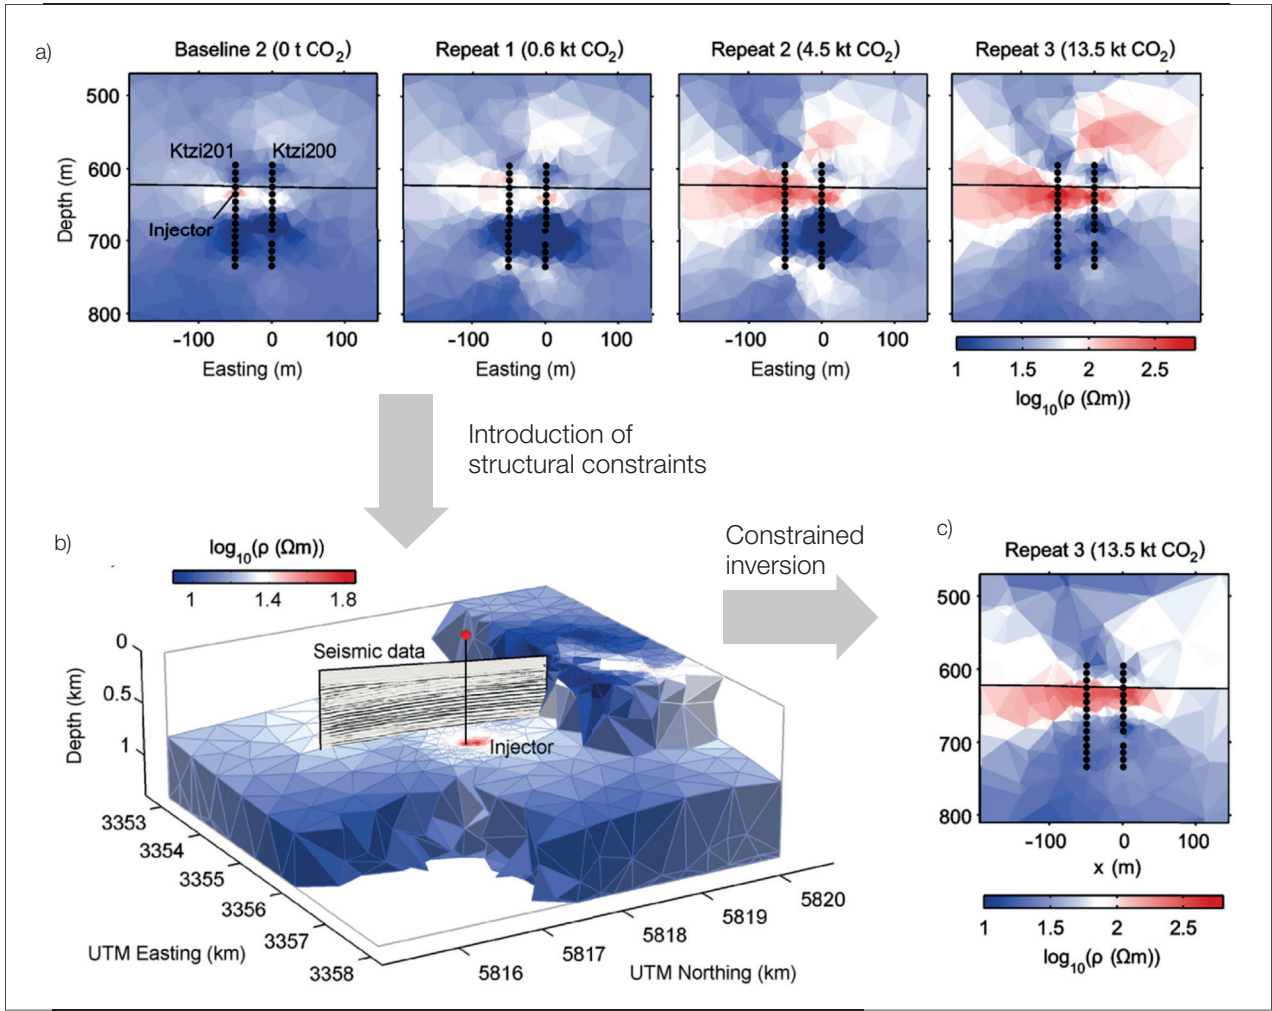 a)
Baseline 2 (0 t CO2)
Repeat 1 (0.6 kt CO2)
Repeat 2 (4.5 kt CO2)
Repeat 3 (13.5 kt CO2)
500
600
700
800
Depth (m)
Ktzi201
Ktzi200
Injector
-100 0 100
-100 0 100
-100 0 100
Easting (m)
Easting (m)
Easting (m)
1 1.5 2 2.5
log10(ρ (Ωm))
Introduction of
structural constraints
b)
log10(ρ (Ωm))
1 1.4 1.8
Seismic data
Injector
0
0.5
1
Depth (km)
3353
3354
3355
3356
3357
3358
UTM Easting (km)
5816
5817
5818
5819
5820
UTM Northing (km)
Constrained
inversion
c)
Repeat 3 (13.5 kt CO2)
500
600
700
800
-100 0 100
x (m)
1 1.5 2 2.5
log10(ρ (Ωm))